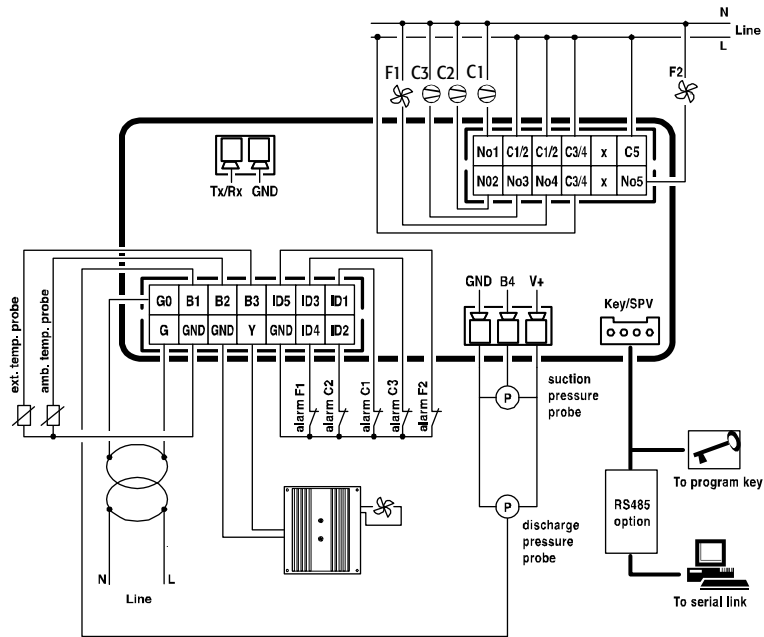 N
Line
L
F1 C3 C2 C1
F2
No1 C1/2 C1/2 C3/4 x C5
N02 No3 No4 C3/4 x No5
Tx/Rx GND
G0 B1 B2 B3 ID5 ID3 ID1
G GND GND Y GND ID4 ID2
GND B4 V+
Key/SPV
ext. temp. probe
amb. temp. probe
alarm F1
alarm C2
alarm C1
alarm C3
alarm F2
P
suction
pressure
probe
P
discharge
pressure
probe
To program key
RS485
option
To serial link
N L
Line